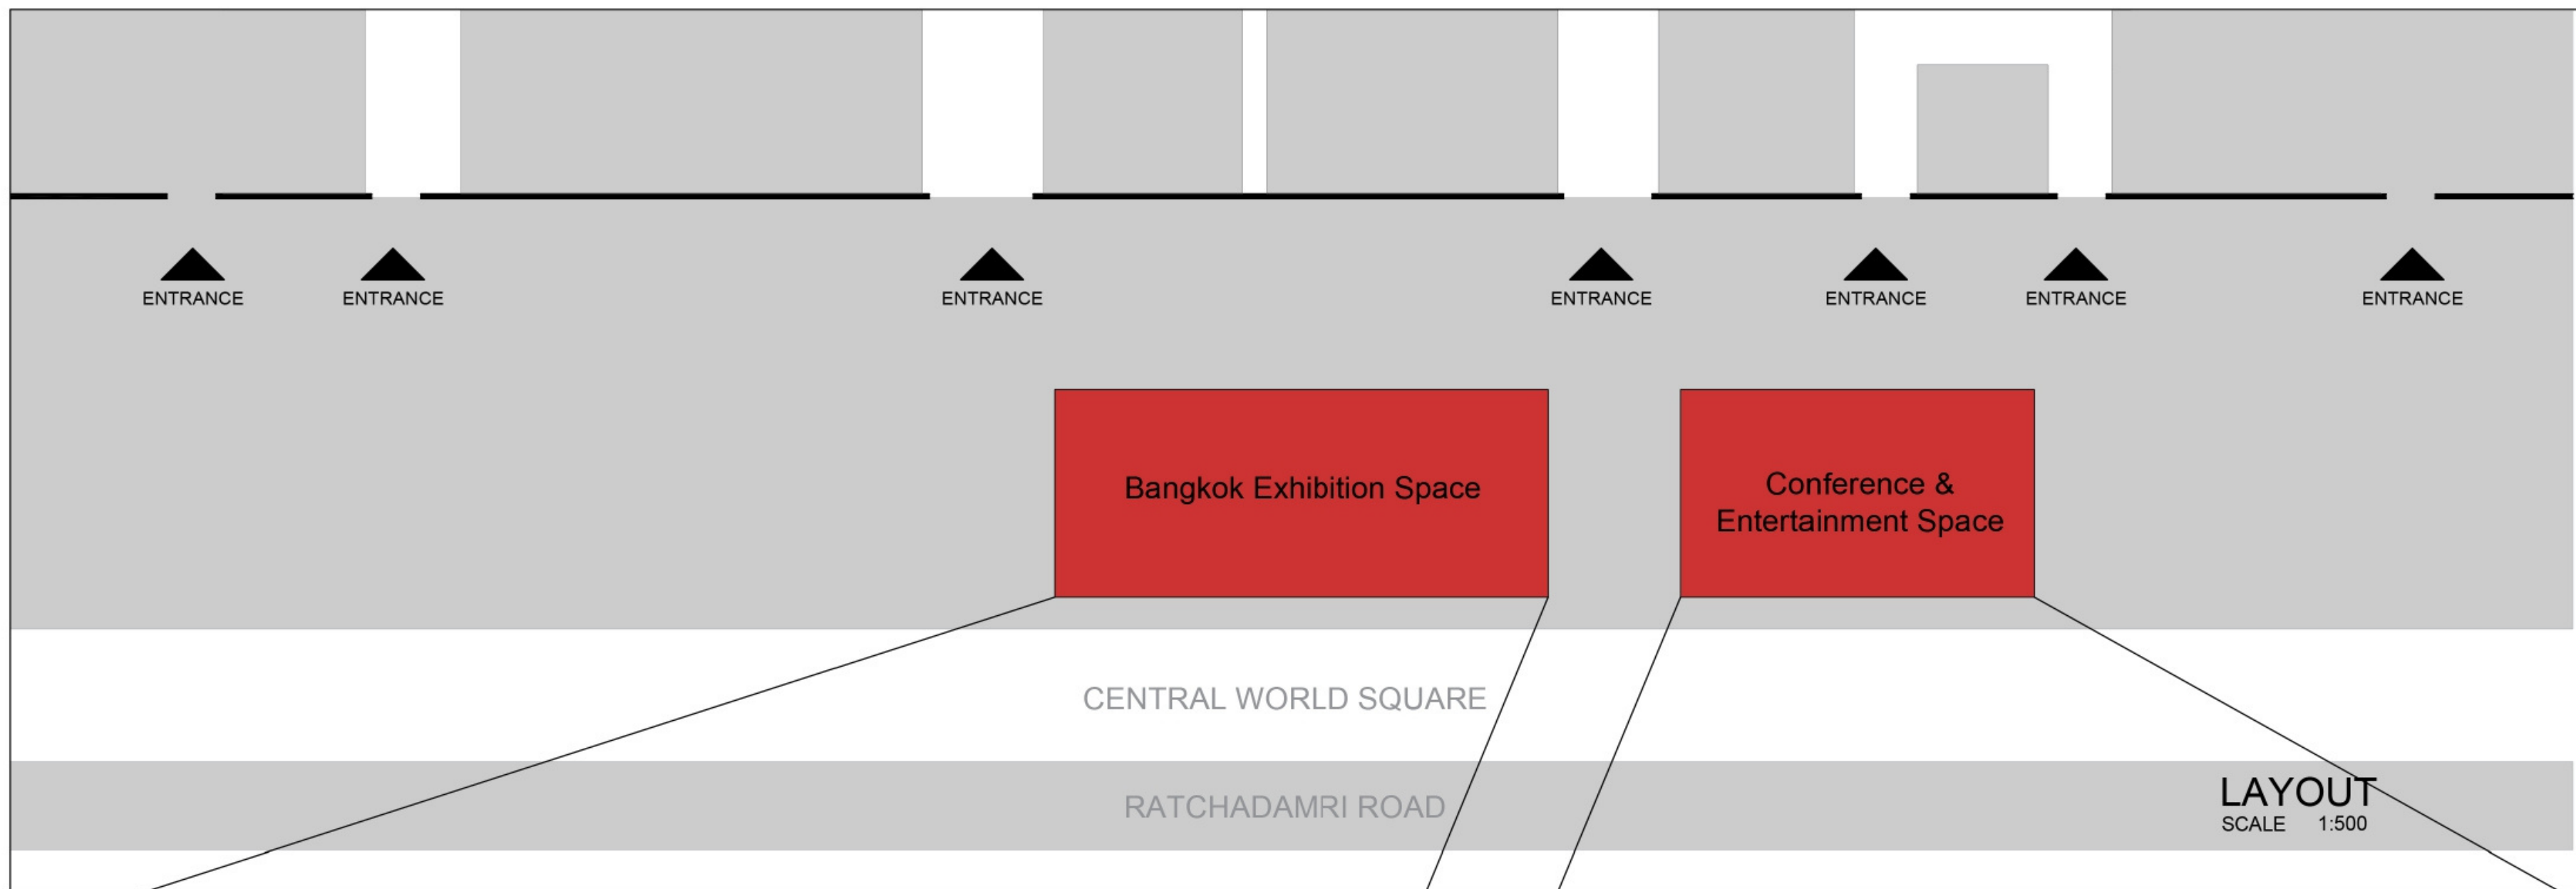 ENTRANCE
ENTRANCE
ENTRANCE
ENTRANCE
ENTRANCE
ENTRANCE
ENTRANCE
Bangkok Exhibition Space
Conference &
Entertainment Space
CENTRAL WORLD SQUARE
RATCHADAMRI ROAD
LAYOUT
SCALE 1:500